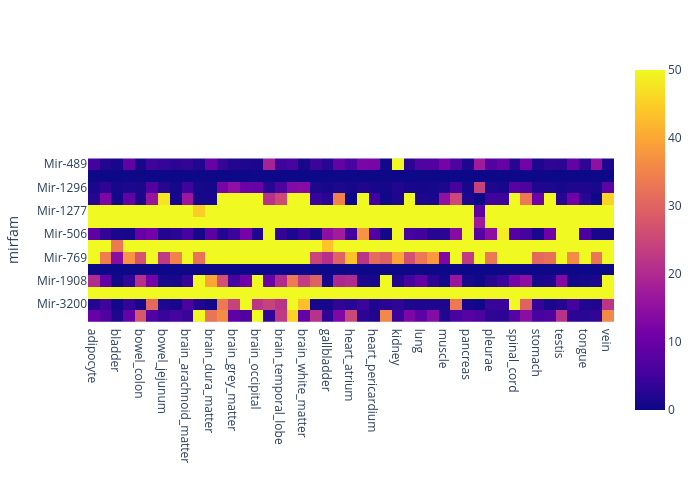 mirfam
Mir-489
Mir-1296
Mir-1277
Mir-506
Mir-769
Mir-1908
Mir-3200
adipocyte
bladder
bowel_colon
bowel_jejunum
brain_arachnoid_matter
brain_dura_matter
brain_grey_matter
brain_occipital
brain_temporal_lobe
brain_white_matter
gallbladder
heart_atrium
heart_pericardium
kidney
lung
muscle
pancreas
pleurae
spinal_cord
stomach
testis
tongue
vein
50
40
30
20
10
0